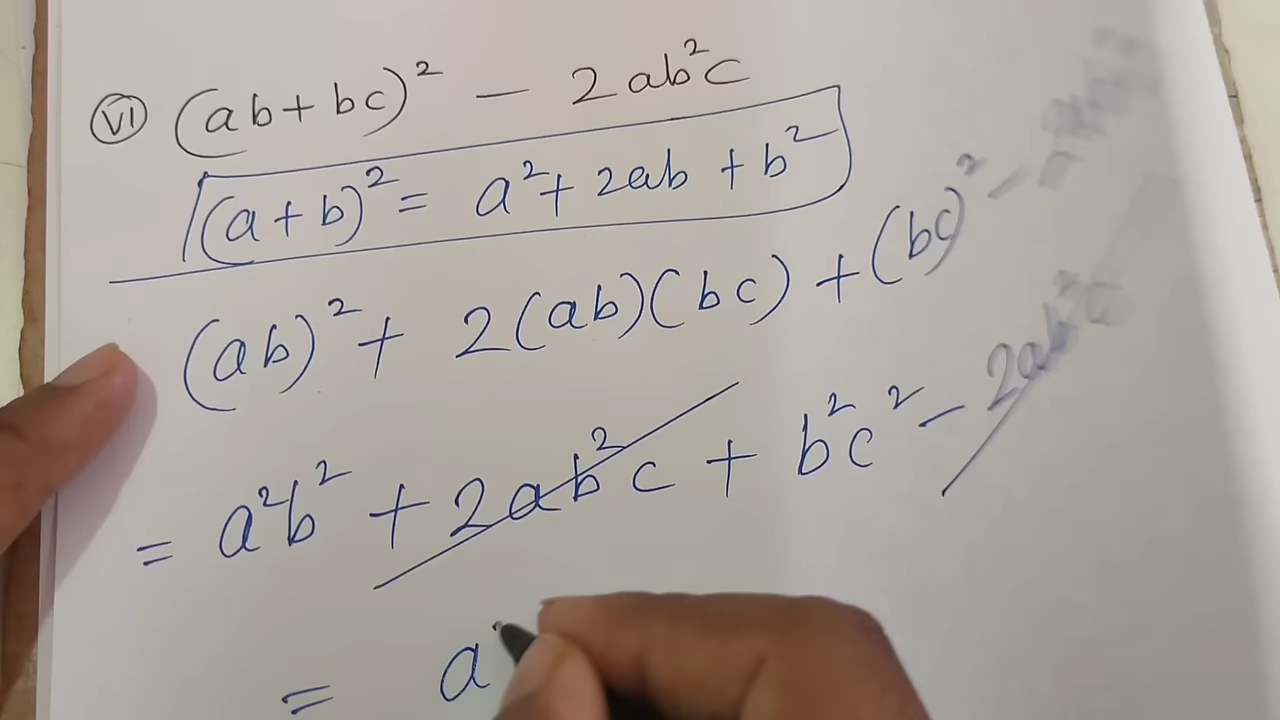 (vi) (ab+bc)² − 2ab²c
(a+b)² = a²+2ab+b²
(ab)² + 2(ab)(bc) + (bc)² −
= a²b² + 2ab²c + b²c² − 2ab²c
= a